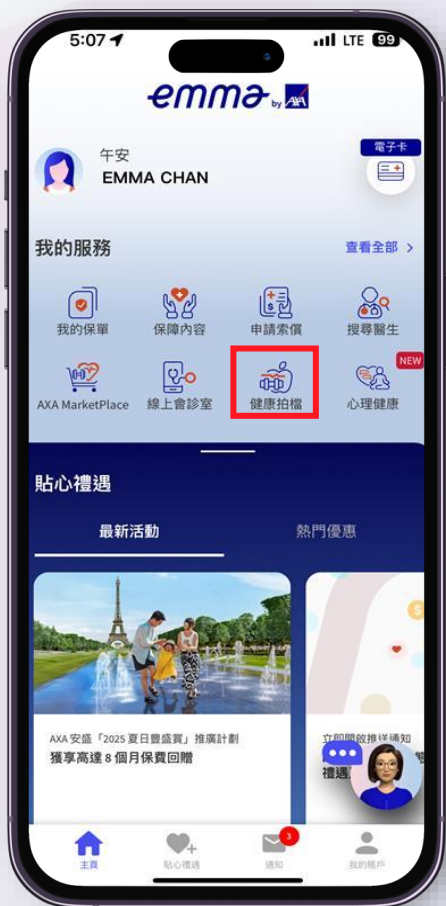 5:07 LTE 99
emma by AXA
午安
EMMA CHAN
電子卡
我的服務
查看全部 >
我的保單
保障內容
申請索償
搜尋醫生
AXA MarketPlace
線上會診室
健康拍檔
NEW
心理健康
貼心禮遇
最新活動
熱門優惠
AXA 安盛「2025 夏日豐盛賞」推廣計劃
獲享高達 8 個月保費回贈
立即開啟推送通知
禮遇
主頁
貼心禮遇
3
通知
我的賬戶